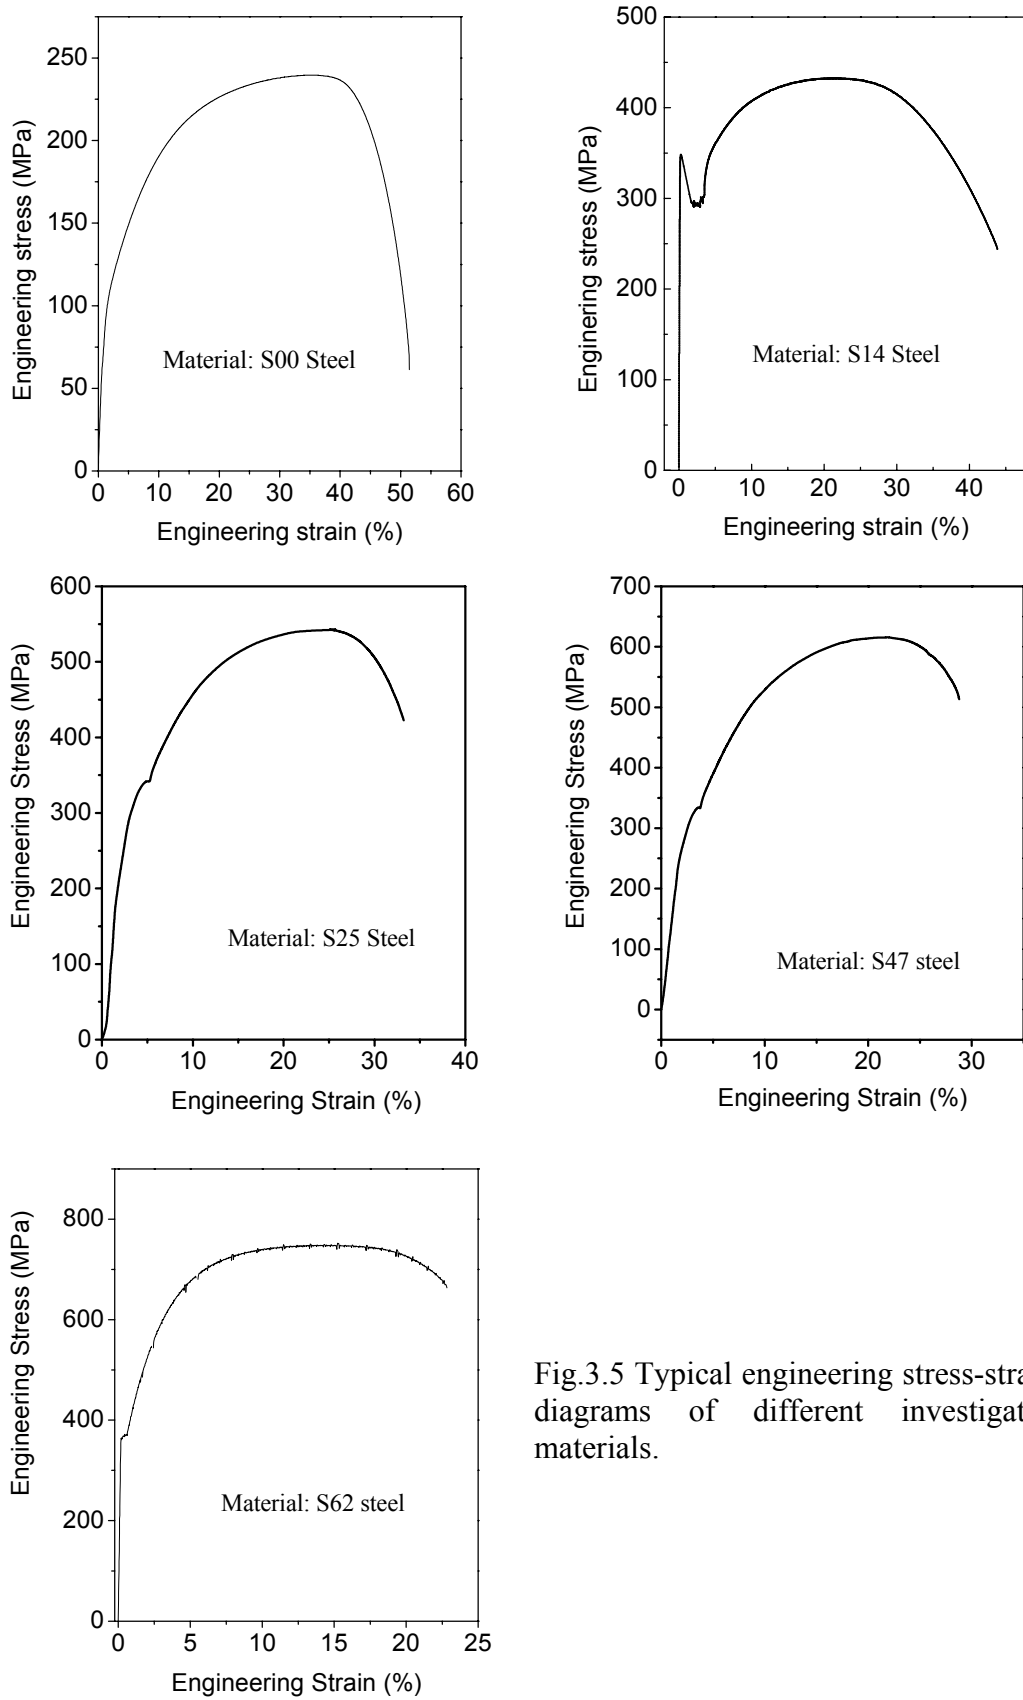 250
200
150
100
50
0
Engineering stress (MPa)
Material: S00 Steel
0 10 20 30 40 50 60
Engineering strain (%)
500
400
300
200
100
0
Enginering stress (MPa)
Material: S14 Steel
0 10 20 30 40
Engineering strain (%)
600
500
400
300
200
100
0
Engineering Stress (MPa)
Material: S25 Steel
0 10 20 30 40
Engineering Strain (%)
700
600
500
400
300
200
100
0
Engineering Stress (MPa)
Material: S47 steel
0 10 20 30
Engineering Strain (%)
800
600
400
200
0
Engineering Stress (MPa)
Material: S62 steel
0 5 10 15 20 25
Engineering Strain (%)
Fig.3.5 Typical engineering stress-stra
diagrams of different investigat
materials.